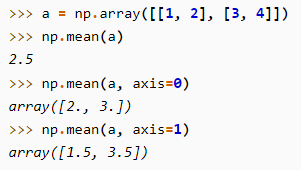 >>> a = np.array([[1, 2], [3, 4]])
>>> np.mean(a)
2.5
>>> np.mean(a, axis=0)
array([2., 3.])
>>> np.mean(a, axis=1)
array([1.5, 3.5])